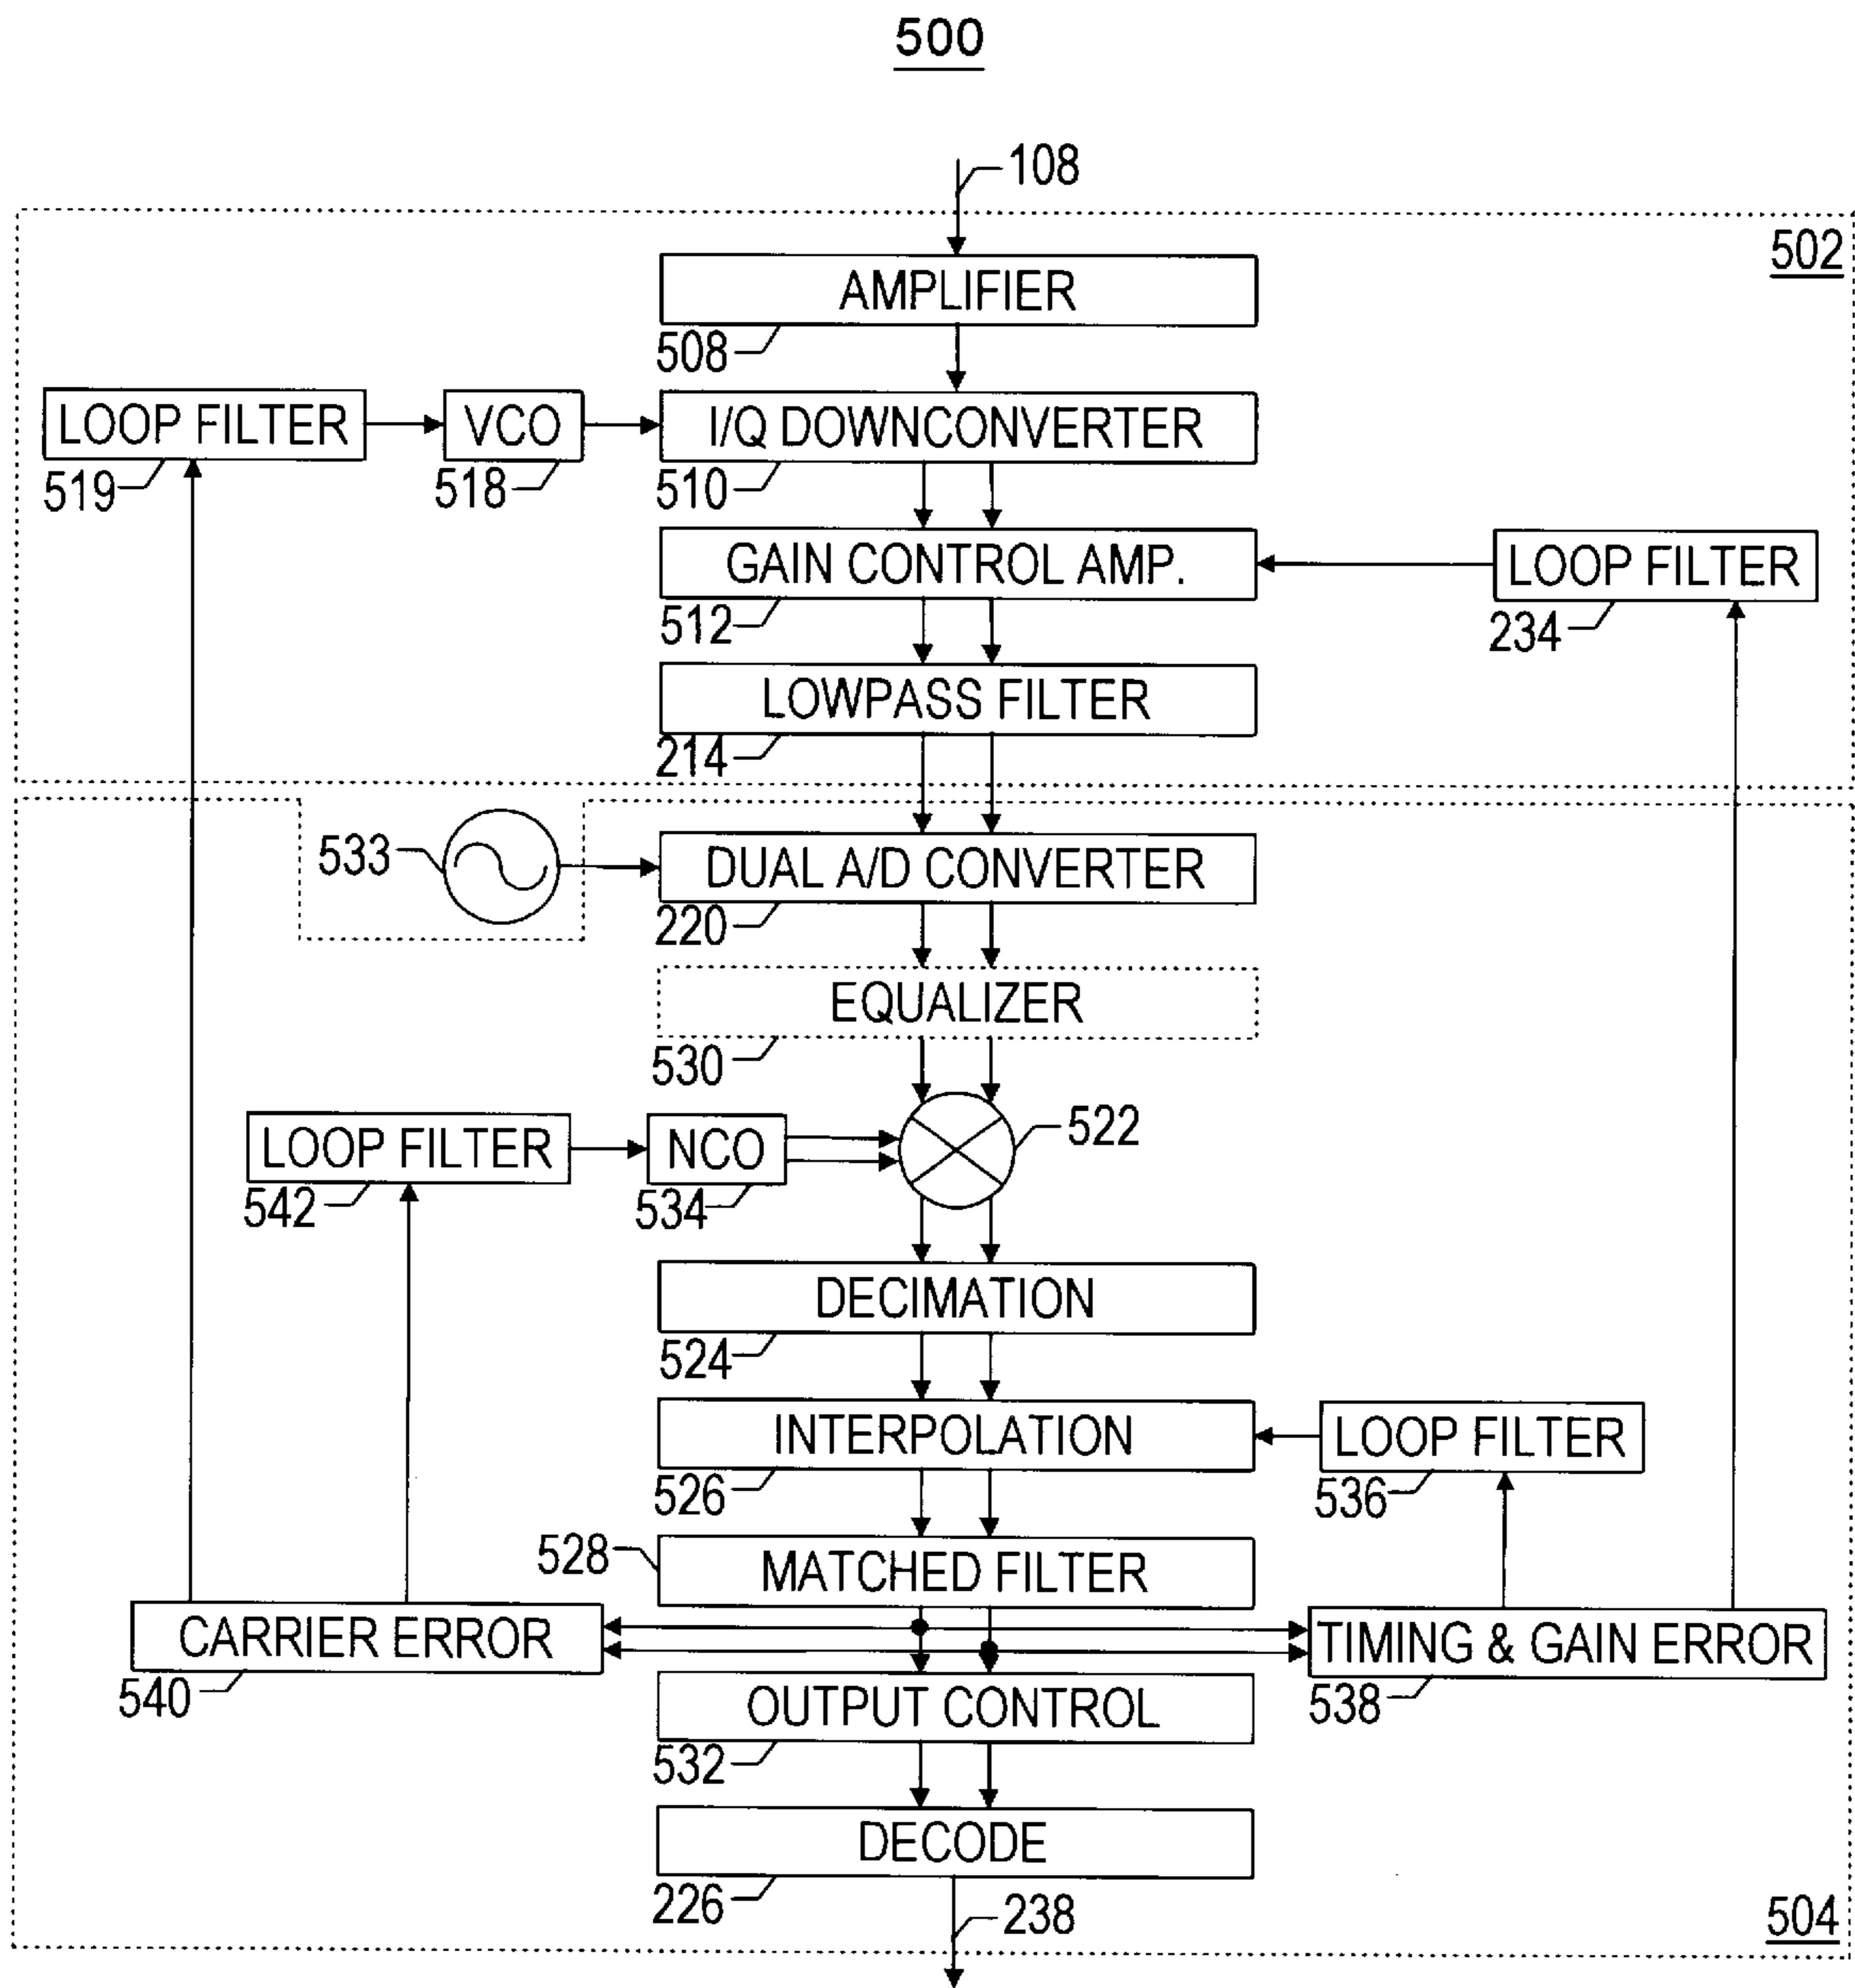 500
108
502
AMPLIFIER
508
LOOP FILTER
VCO
I/Q DOWNCONVERTER
519
518
510
GAIN CONTROL AMP.
LOOP FILTER
512
234
LOWPASS FILTER
214
533
DUAL A/D CONVERTER
220
EQUALIZER
530
522
LOOP FILTER
NCO
542
534
DECIMATION
524
INTERPOLATION
LOOP FILTER
526
536
528
MATCHED FILTER
CARRIER ERROR
TIMING & GAIN ERROR
540
538
OUTPUT CONTROL
532
DECODE
226
238
504